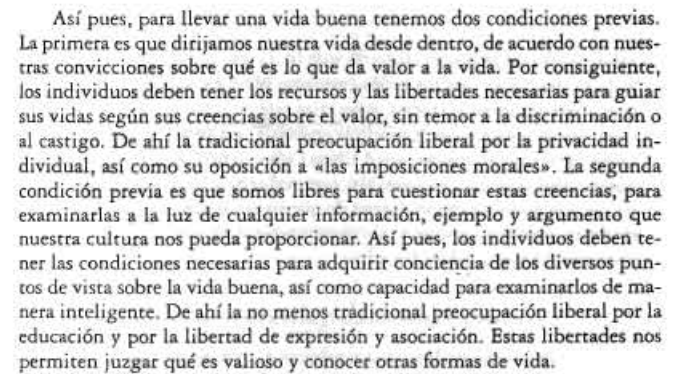 Así pues, para llevar una vida buena tenemos dos condiciones previas.
La primera es que dirijamos nuestra vida desde dentro, de acuerdo con nues-
tras convicciones sobre qué es lo que da valor a la vida. Por consiguiente,
los individuos deben tener los recursos y las libertades necesarias para guiar
sus vidas según sus creencias sobre el valor, sin temor a la discriminación o
al castigo. De ahí la tradicional preocupación liberal por la privacidad in-
dividual, así como su oposición a «las imposiciones morales». La segunda
condición previa es que somos libres para cuestionar estas creencias, para
examinarlas a la luz de cualquier información, ejemplo y argumento que
nuestra cultura nos pueda proporcionar. Así pues, los individuos deben te-
ner las condiciones necesarias para adquirir conciencia de los diversos pun-
tos de vista sobre la vida buena, así como capacidad para examinarlos de ma-
nera inteligente. De ahí la no menos tradicional preocupación liberal por la
educación y por la libertad de expresión y asociación. Estas libertades nos
permiten juzgar qué es valioso y conocer otras formas de vida.